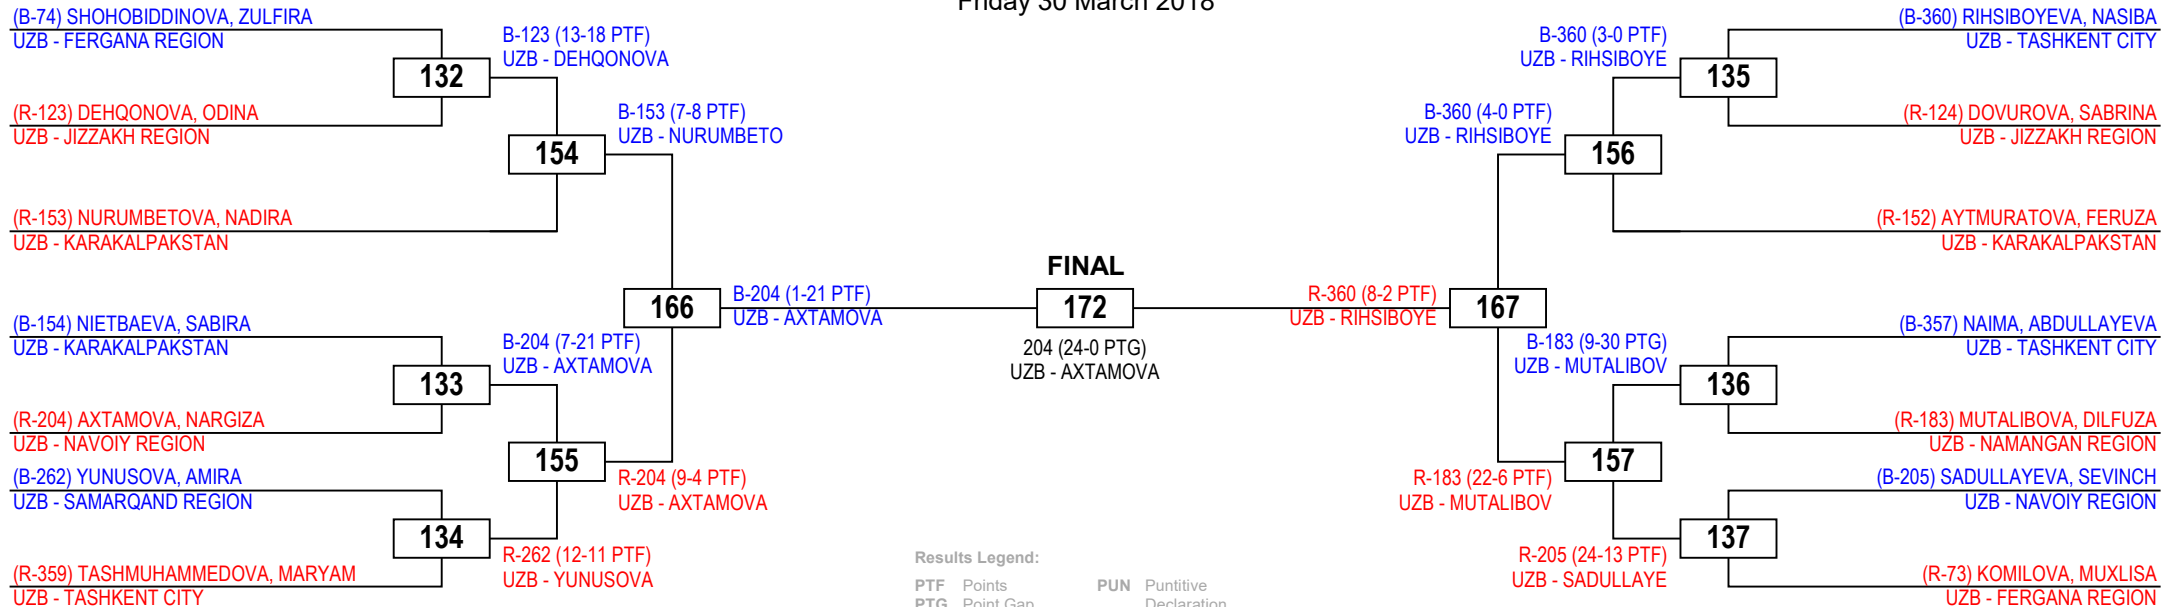 Friday 30 March 2018
(B-74) SHOHOBIDDINOVA, ZULFIRA
UZB - FERGANA REGION
(R-123) DEHQONOVA, ODINA
UZB - JIZZAKH REGION
(R-153) NURUMBETOVA, NADIRA
UZB - KARAKALPAKSTAN
(B-154) NIETBAEVA, SABIRA
UZB - KARAKALPAKSTAN
(R-204) AXTAMOVA, NARGIZA
UZB - NAVOIY REGION
(B-262) YUNUSOVA, AMIRA
UZB - SAMARQAND REGION
(R-359) TASHMUHAMMEDOVA, MARYAM
UZB - TASHKENT CITY
132
133
134
B-123 (13-18 PTF)
UZB - DEHQONOVA
B-204 (7-21 PTF)
UZB - AXTAMOVA
R-262 (12-11 PTF)
UZB - YUNUSOVA
154
155
B-153 (7-8 PTF)
UZB - NURUMBETO
R-204 (9-4 PTF)
UZB - AXTAMOVA
166
B-204 (1-21 PTF)
UZB - AXTAMOVA
FINAL
172
204 (24-0 PTG)
UZB - AXTAMOVA
R-360 (8-2 PTF)
UZB - RIHSIBOYE
167
B-360 (4-0 PTF)
UZB - RIHSIBOYE
R-183 (22-6 PTF)
UZB - MUTALIBOV
156
157
B-360 (3-0 PTF)
UZB - RIHSIBOYE
B-183 (9-30 PTG)
UZB - MUTALIBOV
R-205 (24-13 PTF)
UZB - SADULLAYE
135
136
137
(B-360) RIHSIBOYEVA, NASIBA
UZB - TASHKENT CITY
(R-124) DOVUROVA, SABRINA
UZB - JIZZAKH REGION
(R-152) AYTMURATOVA, FERUZA
UZB - KARAKALPAKSTAN
(B-357) NAIMA, ABDULLAYEVA
UZB - TASHKENT CITY
(R-183) MUTALIBOVA, DILFUZA
UZB - NAMANGAN REGION
(B-205) SADULLAYEVA, SEVINCH
UZB - NAVOIY REGION
(R-73) KOMILOVA, MUXLISA
UZB - FERGANA REGION
Results Legend:
PTF Points PUN Puntitive
PTG Point Gap Declaration